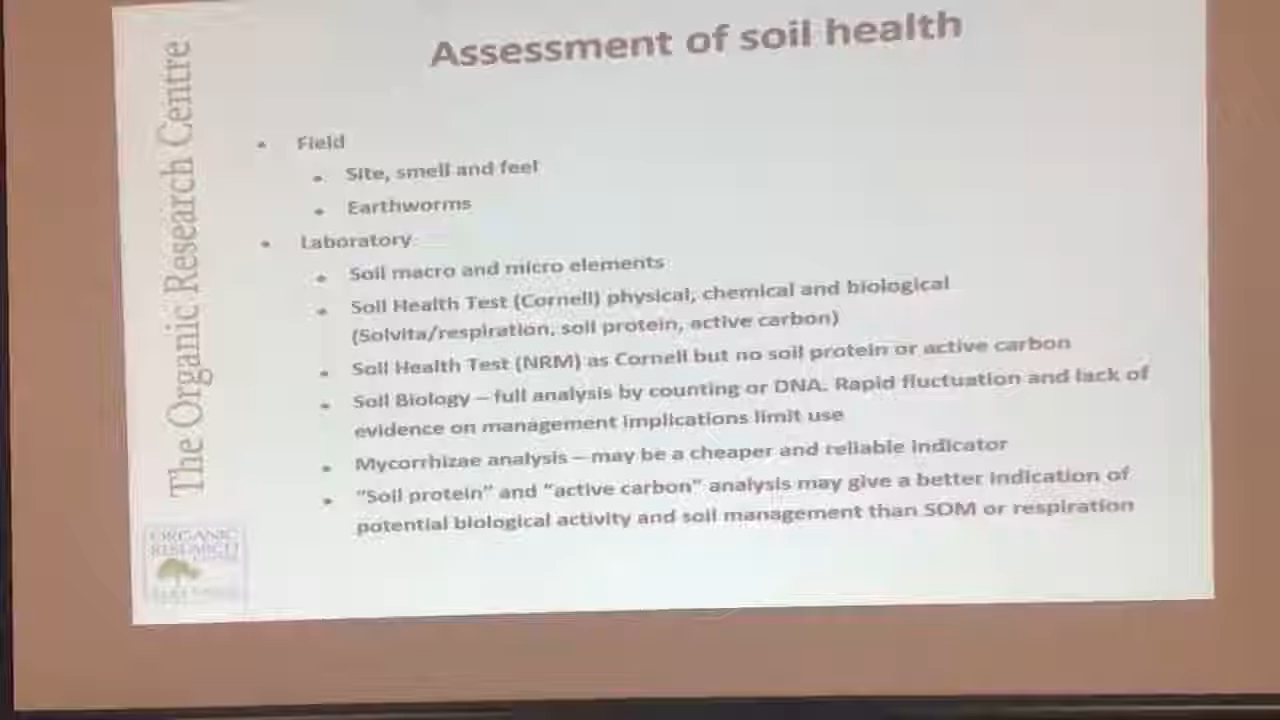 Assessment of soil health
The Organic Research Centre
• Field
• Site, smell and feel
• Earthworms
• Laboratory
• Soil macro and micro elements
• Soil Health Test (Cornell) physical, chemical and biological
(Solvita/respiration, soil protein, active carbon)
• Soil Health Test (NRM) as Cornell but no soil protein or active carbon
• Soil Biology – full analysis by counting or DNA. Rapid fluctuation and lack of
evidence on management implications limit use
• Mycorrhizae analysis – may be a cheaper and reliable indicator
• “Soil protein” and “active carbon” analysis may give a better indication of
potential biological activity and soil management than SOM or respiration
ORGANIC
RESEARCH